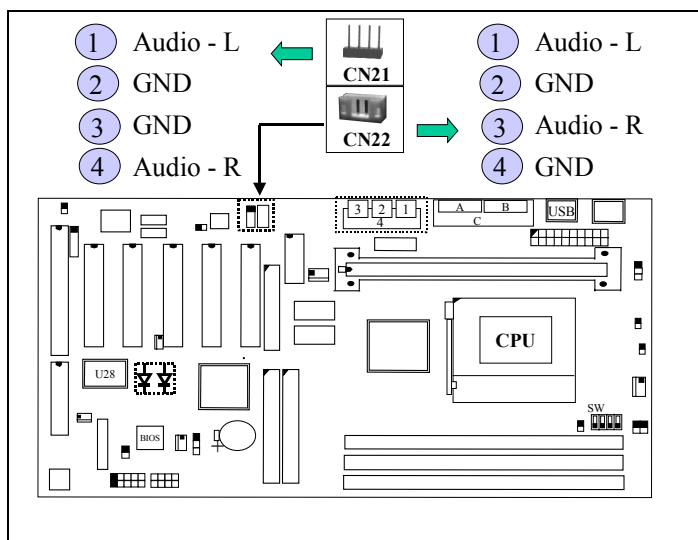 1 Audio - L
2 GND
3 GND
4 Audio - R
CN21
CN22
1 Audio - L
2 GND
3 Audio - R
4 GND
3 2 1
4
A B
C
USB
CPU
U28
SW
BIOS
+